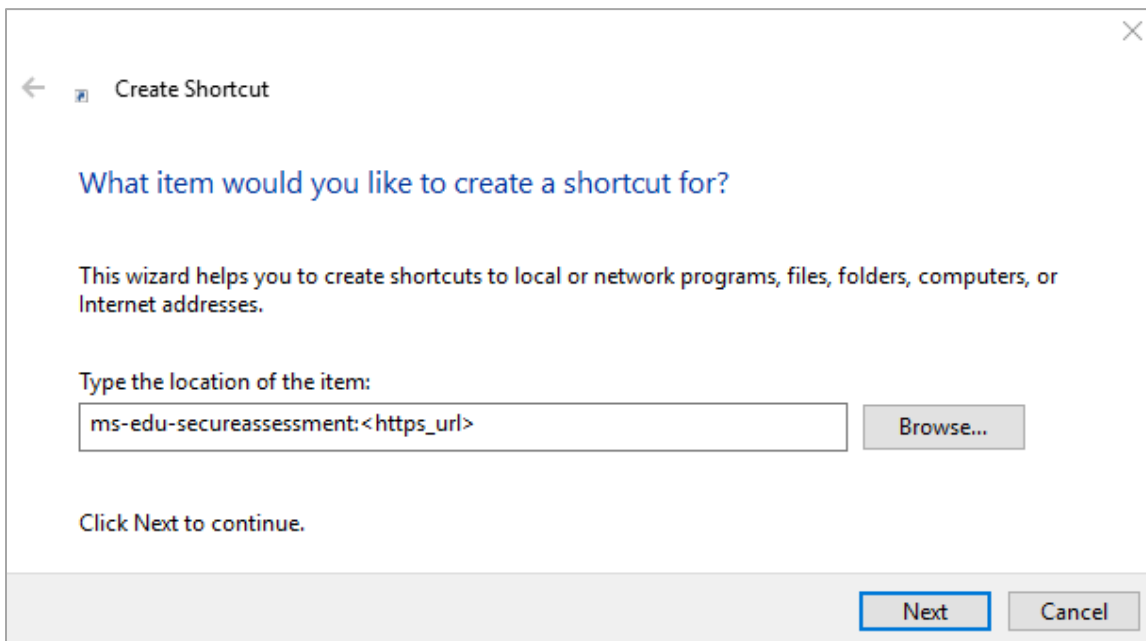 Create Shortcut
What item would you like to create a shortcut for?
This wizard helps you to create shortcuts to local or network programs, files, folders, computers, or
Internet addresses.
Type the location of the item:
ms-edu-secureassessment:<https_url>
Browse...
Click Next to continue.
Next
Cancel